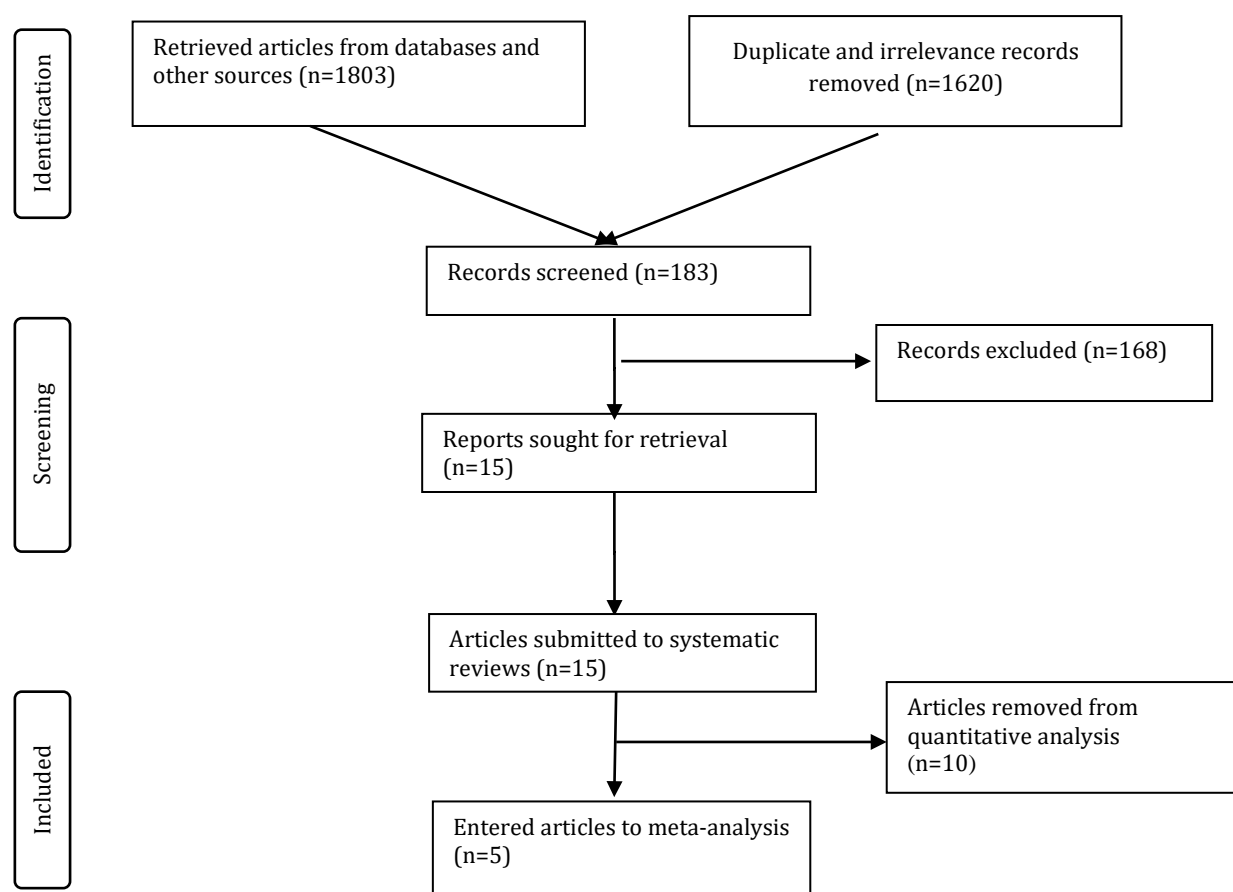 Identification
Retrieved articles from databases and
other sources (n=1803)
Duplicate and irrelevance records
removed (n=1620)
Records screened (n=183)
Screening
Records excluded (n=168)
Reports sought for retrieval
(n=15)
Articles submitted to systematic
reviews (n=15)
Included
Articles removed from
quantitative analysis
(n=10)
Entered articles to meta-analysis
(n=5)